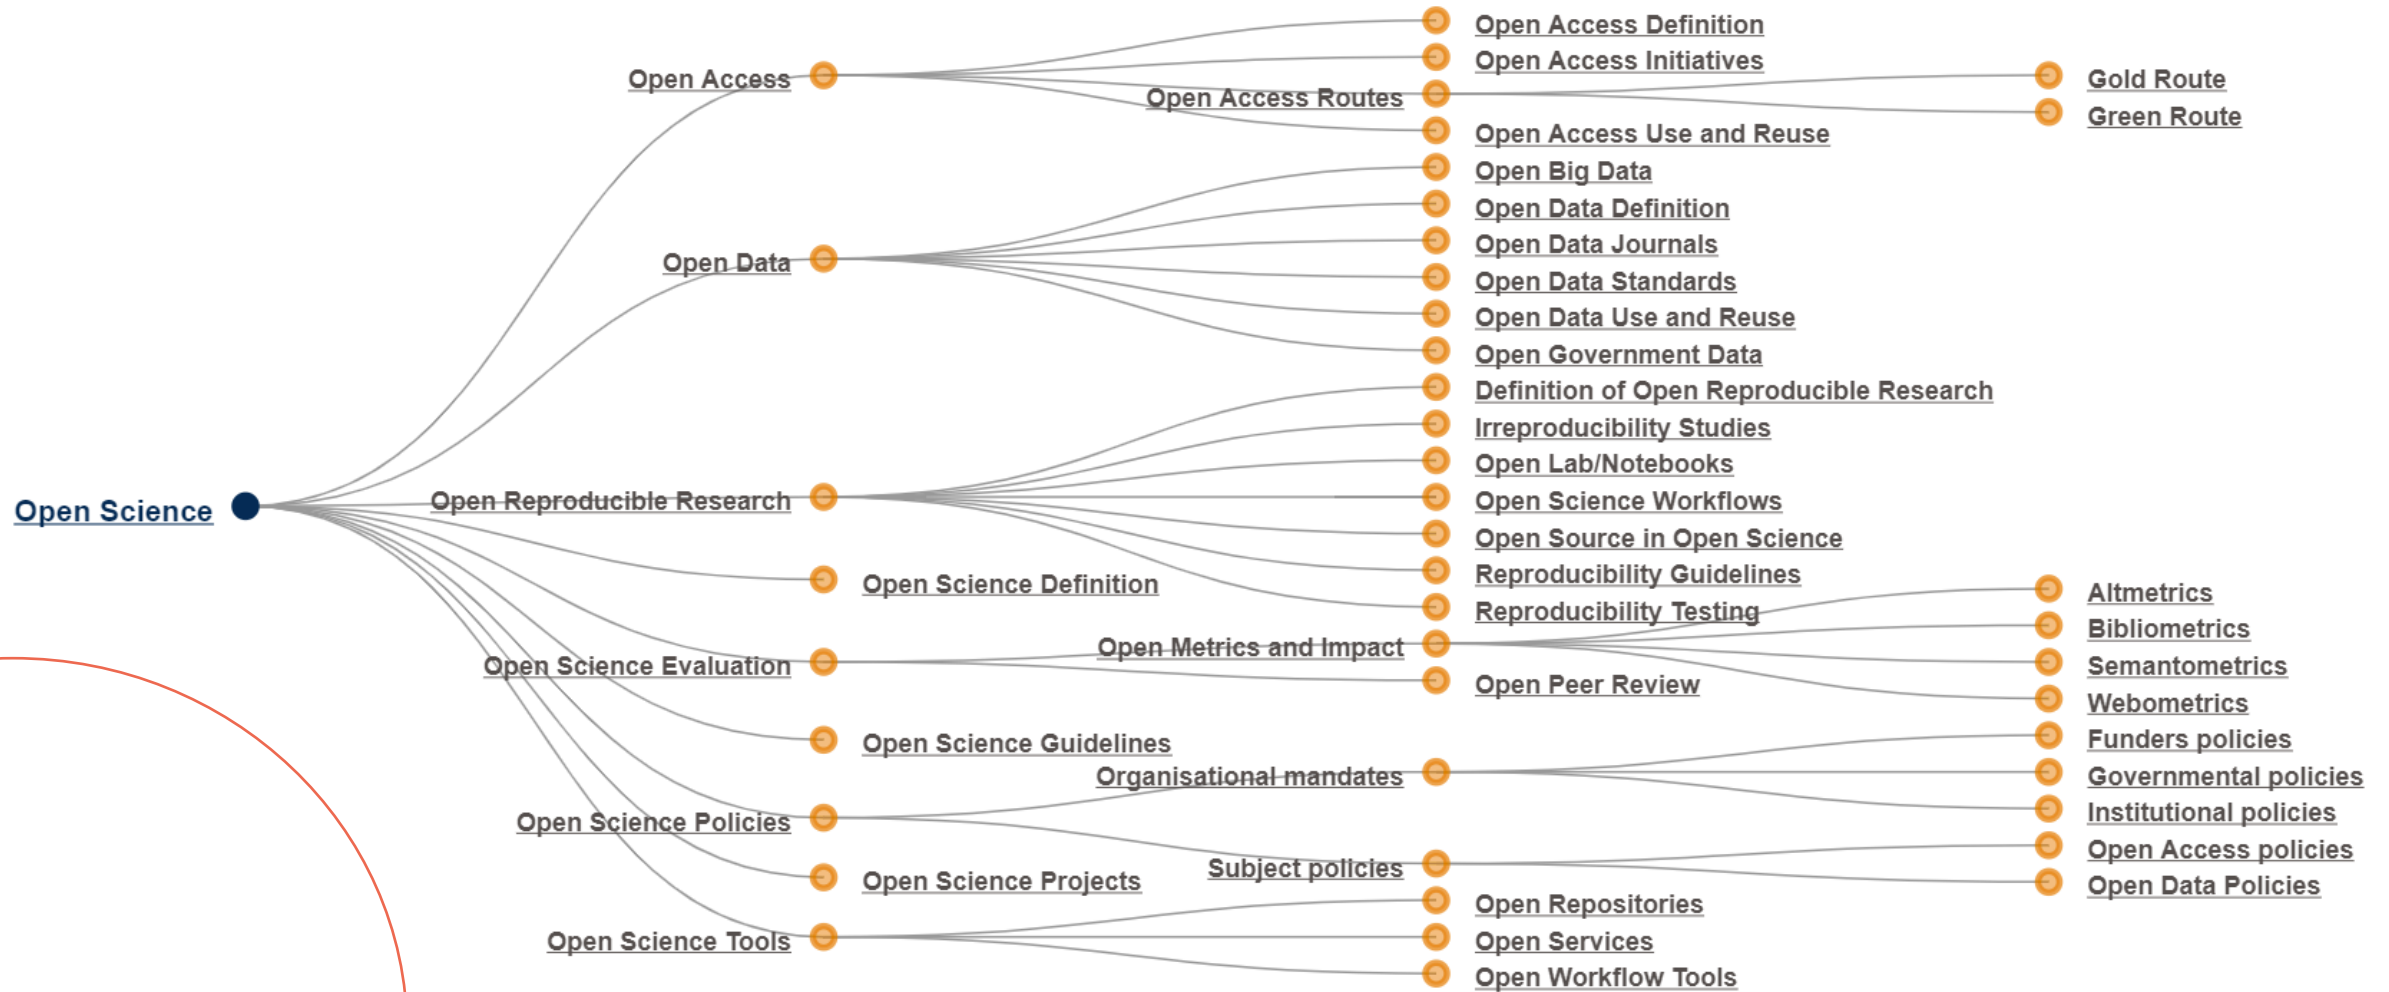 Open Science
Open Access
Open Access Definition
Open Access Initiatives
Open Access Routes
Gold Route
Green Route
Open Access Use and Reuse
Open Data
Open Big Data
Open Data Definition
Open Data Journals
Open Data Standards
Open Data Use and Reuse
Open Government Data
Open Reproducible Research
Definition of Open Reproducible Research
Irreproducibility Studies
Open Lab/Notebooks
Open Science Workflows
Open Source in Open Science
Reproducibility Guidelines
Reproducibility Testing
Open Science Definition
Open Science Evaluation
Open Metrics and Impact
Altmetrics
Bibliometrics
Semantometrics
Webometrics
Open Peer Review
Open Science Guidelines
Open Science Policies
Organisational mandates
Funders policies
Governmental policies
Institutional policies
Subject policies
Open Access policies
Open Data Policies
Open Science Projects
Open Science Tools
Open Repositories
Open Services
Open Workflow Tools